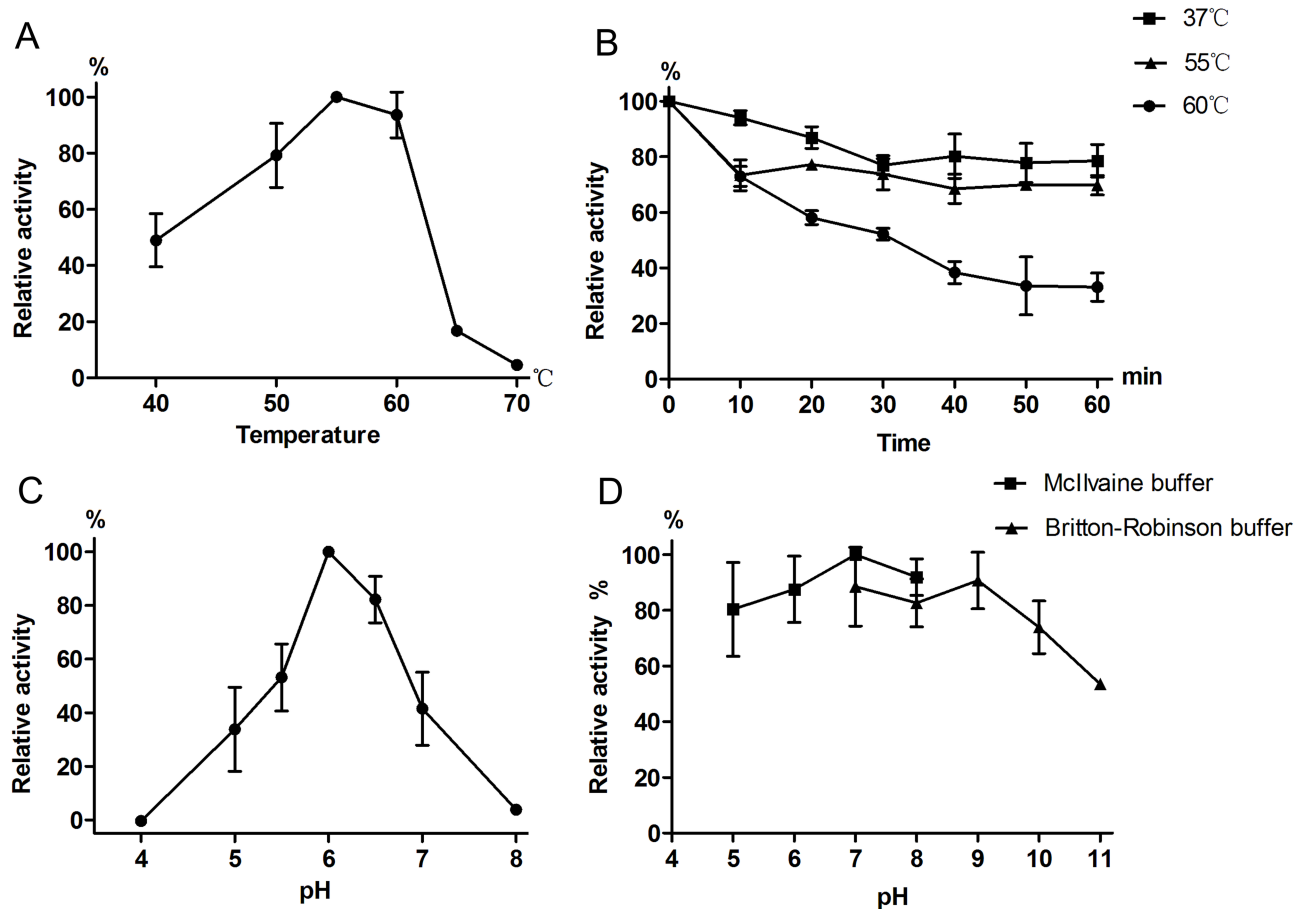 A
%
Relative activity
100
80
60
40
20
0
40 50 60 70 ℃
Temperature
B
%
Relative activity
100
80
60
40
20
0
0 10 20 30 40 50 60 min
Time
37℃
55℃
60℃
C
%
Relative activity
100
80
60
40
20
0
4 5 6 7 8
pH
D
%
Relative activity %
100
80
60
40
20
0
4 5 6 7 8 9 10 11
pH
McIlvaine buffer
Britton-Robinson buffer